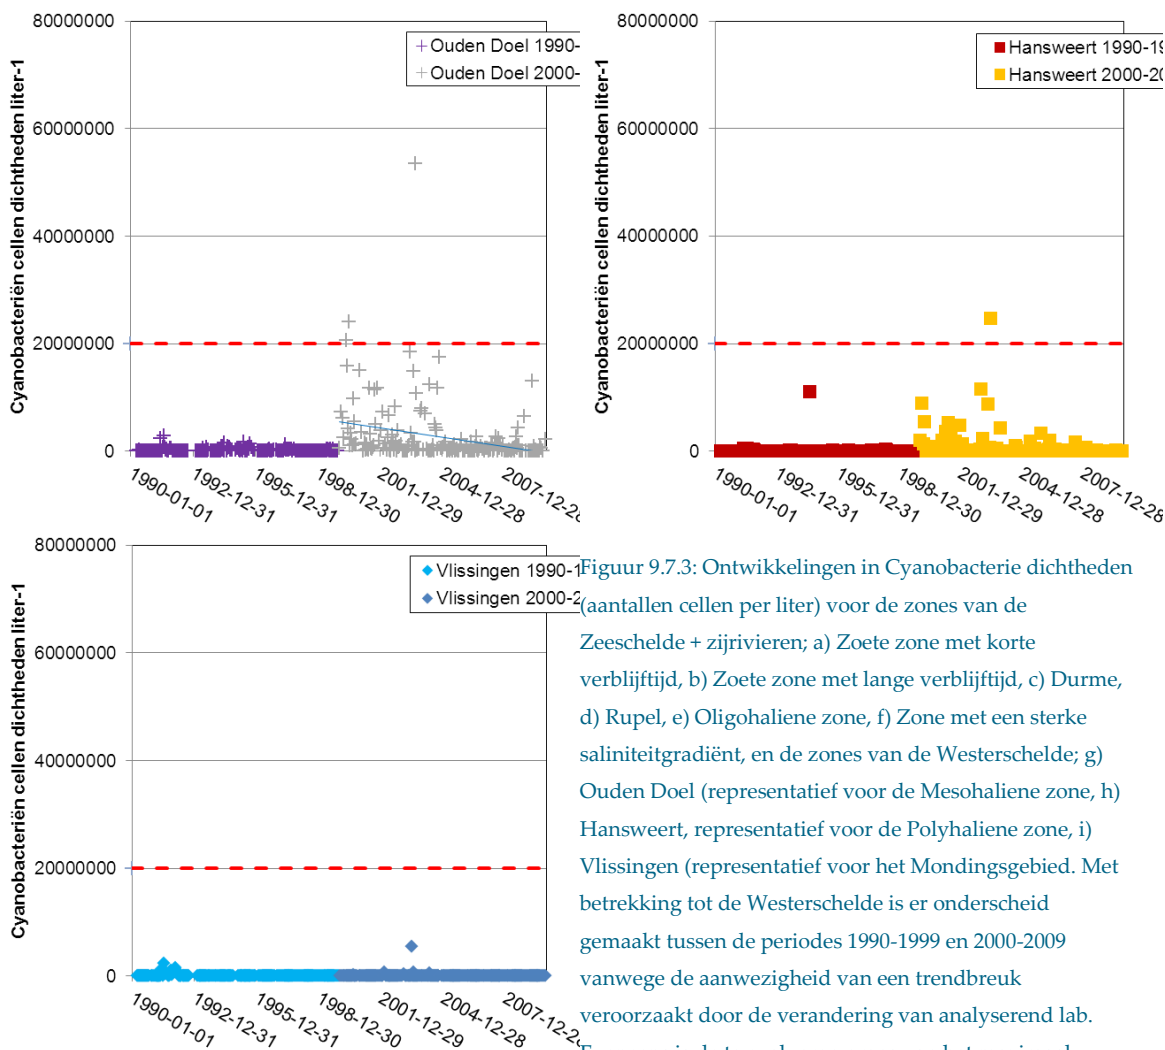 80000000
60000000
40000000
20000000
0
Cyanobacteriën cellen dichtheden liter-1
Ouden Doel 1990-
Ouden Doel 2000-
1990-01-01
1992-12-31
1995-12-31
1998-12-30
2001-12-29
2004-12-28
2007-12-28
80000000
60000000
40000000
20000000
0
Cyanobacteriën cellen dichtheden liter-1
Hansweert 1990-19
Hansweert 2000-20
1990-01-01
1992-12-31
1995-12-31
1998-12-30
2001-12-29
2004-12-28
2007-12-28
80000000
60000000
40000000
20000000
0
Cyanobacteriën cellen dichtheden liter-1
Vlissingen 1990-1
Vlissingen 2000-2
1990-01-01
1992-12-31
1995-12-31
1998-12-30
2001-12-29
2004-12-28
2007-12-28
Figuur 9.7.3: Ontwikkelingen in Cyanobacterie dichtheden
(aantallen cellen per liter) voor de zones van de
Zeeschelde + zijrivieren; a) Zoete zone met korte
verblijftijd, b) Zoete zone met lange verblijftijd, c) Durme,
d) Rupel, e) Oligohaliene zone, f) Zone met een sterke
saliniteitgradiënt, en de zones van de Westerschelde; g)
Ouden Doel (representatief voor de Mesohaliene zone, h)
Hansweert, representatief voor de Polyhaliene zone, i)
Vlissingen (representatief voor het Mondingsgebied. Met
betrekking tot de Westerschelde is er onderscheid
gemaakt tussen de periodes 1990-1999 en 2000-2009
vanwege de aanwezigheid van een trendbreuk
veroorzaakt door de verandering van analyserend lab.